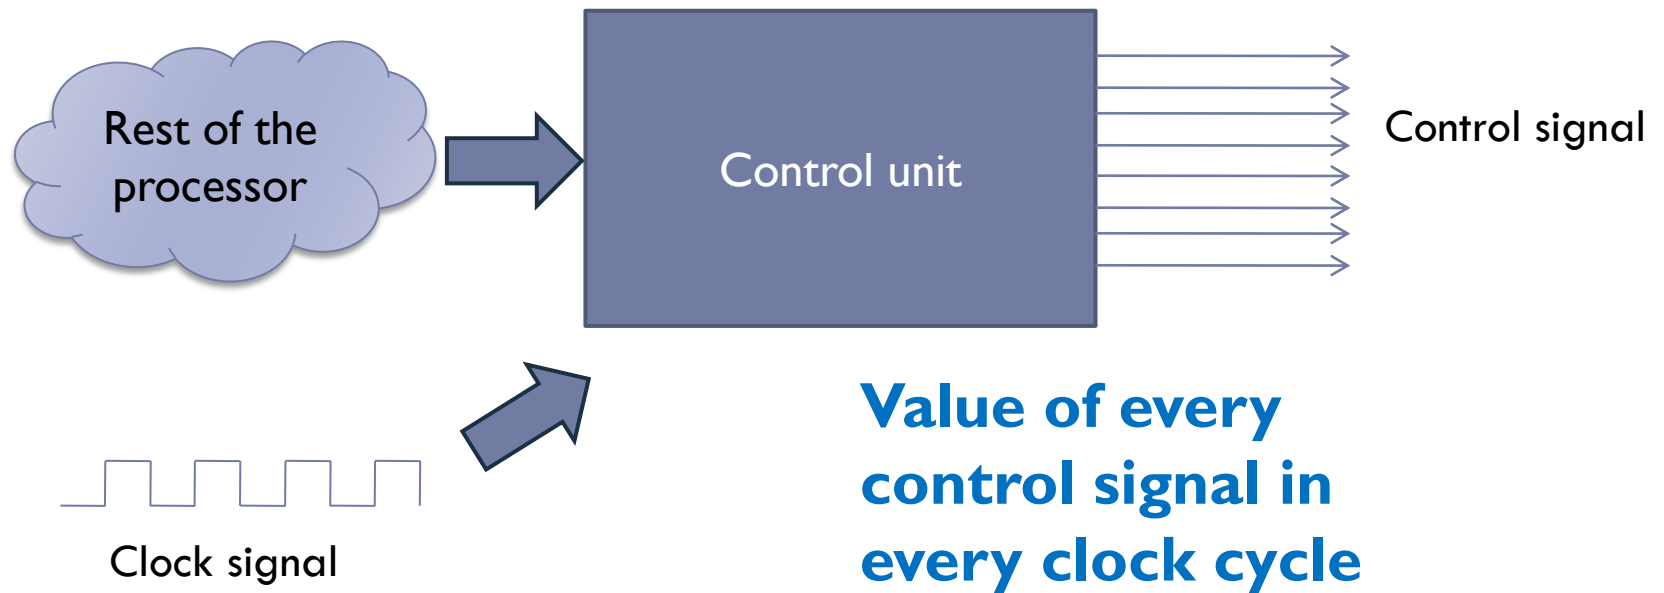 Rest of the
processor
Control unit
Control signal
Clock signal
Value of every
control signal in
every clock cycle